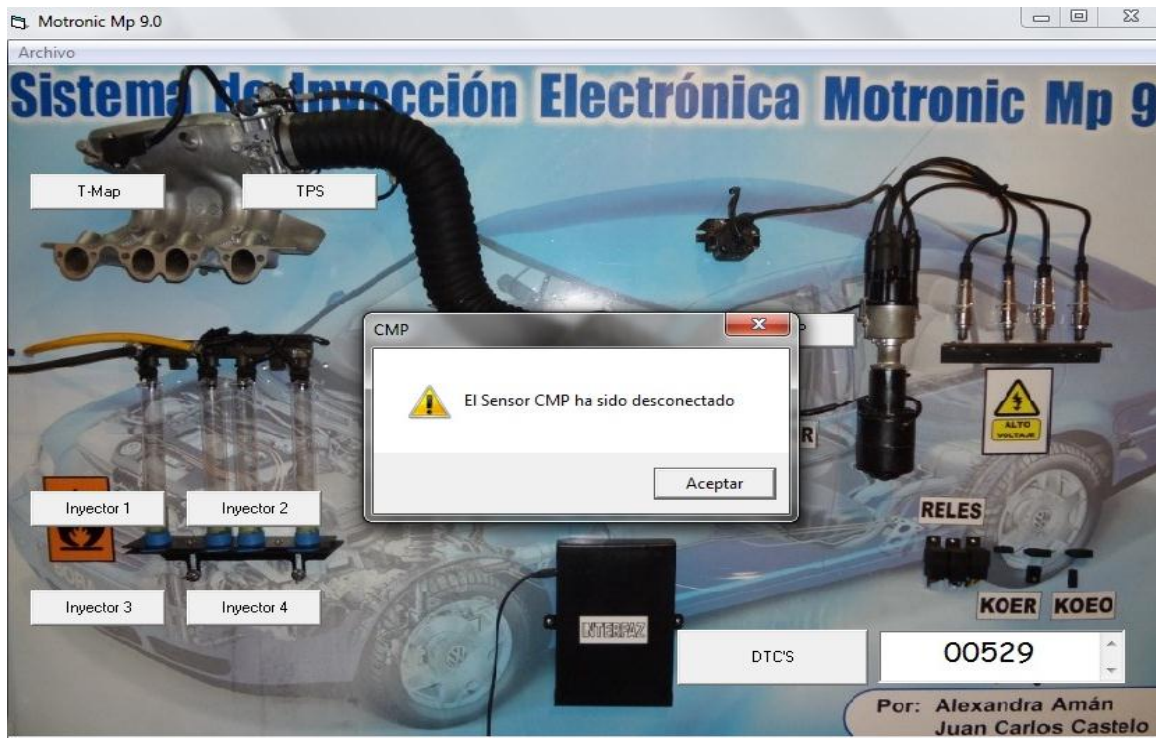 Motronic Mp 9.0
Archivo
Sistema de Inyección Electrónica Motronic Mp 9
T-Map
TPS
CMP
El Sensor CMP ha sido desconectado
Aceptar
P
R
ALTO
VOLTAJE
Inyector 1
Inyector 2
Inyector 3
Inyector 4
RELES
KOER KOEO
INTERFAZ
DTC'S
00529
Por: Alexandra Amán
Juan Carlos Castelo